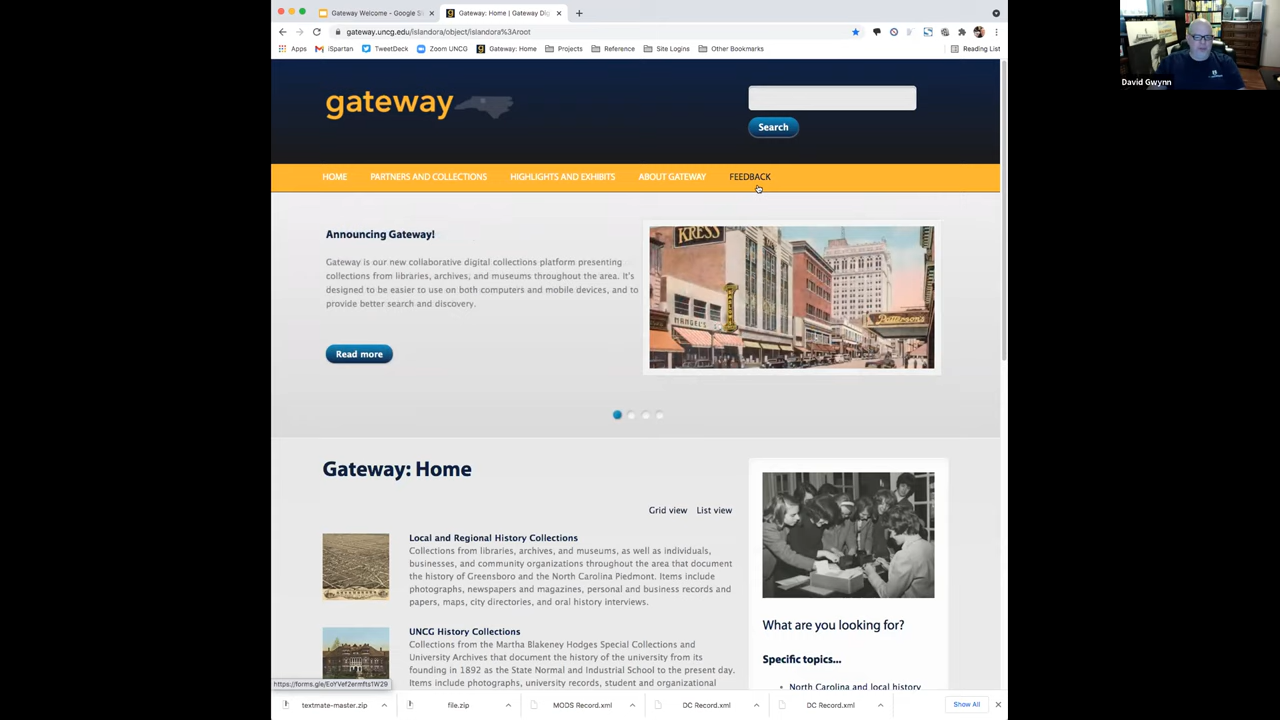 Gateway Welcome - Google Sl
Gateway: Home | Gateway Dig
gateway.uncg.edu/islandora/object/islandora%3Aroot
Apps
iSpartan
TweetDeck
Zoom UNCG
Gateway: Home
Projects
Reference
Site Logins
Other Bookmarks
Reading List
David Gwynn
gateway
Search
HOME
PARTNERS AND COLLECTIONS
HIGHLIGHTS AND EXHIBITS
ABOUT GATEWAY
FEEDBACK
Announcing Gateway!
Gateway is our new collaborative digital collections platform presenting
collections from libraries, archives, and museums throughout the area. It's
designed to be easier to use on both computers and mobile devices, and to
provide better search and discovery.
Read more
KRESS
MANGEL'S
Patterson's
Gateway: Home
Grid view
List view
Local and Regional History Collections
Collections from libraries, archives, and museums, as well as individuals,
businesses, and community organizations throughout the area that document
the history of Greensboro and the North Carolina Piedmont. Items include
photographs, newspapers and magazines, personal and business records and
papers, maps, city directories, and oral history interviews.
UNCG History Collections
Collections from the Martha Blakeney Hodges Special Collections and
University Archives that document the history of the university from its
founding in 1892 as the State Normal and Industrial School to the present day.
Items include photographs, university records, student and organizational
What are you looking for?
Specific topics...
North Carolina and local history
textmate-master.zip
file.zip
MODS Record.xml
DC Record.xml
DC Record.xml
Show All